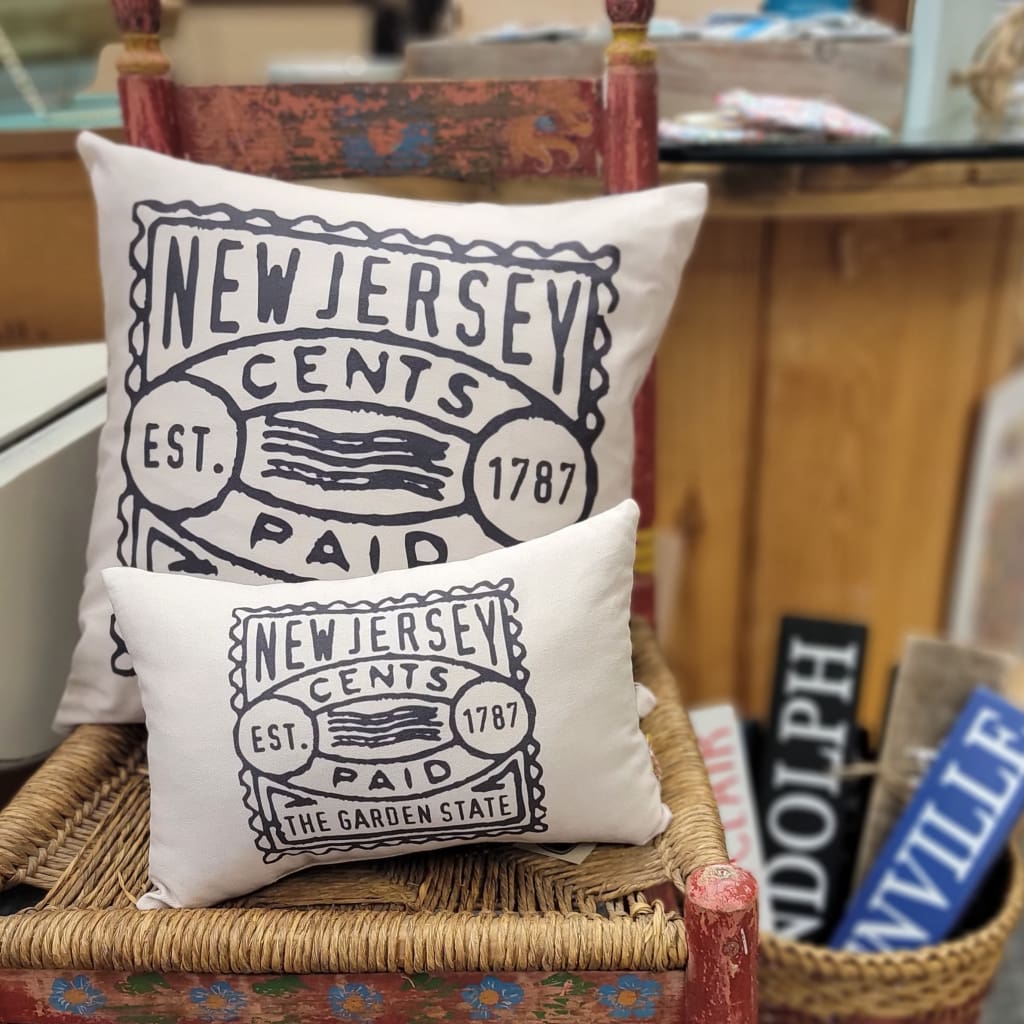 NEW JERSEY
CENTS
EST.
1787
PAID
NEW JERSEY
CENTS
EST.
1787
PAID
THE GARDEN STATE
NDOLPH
NVILLE